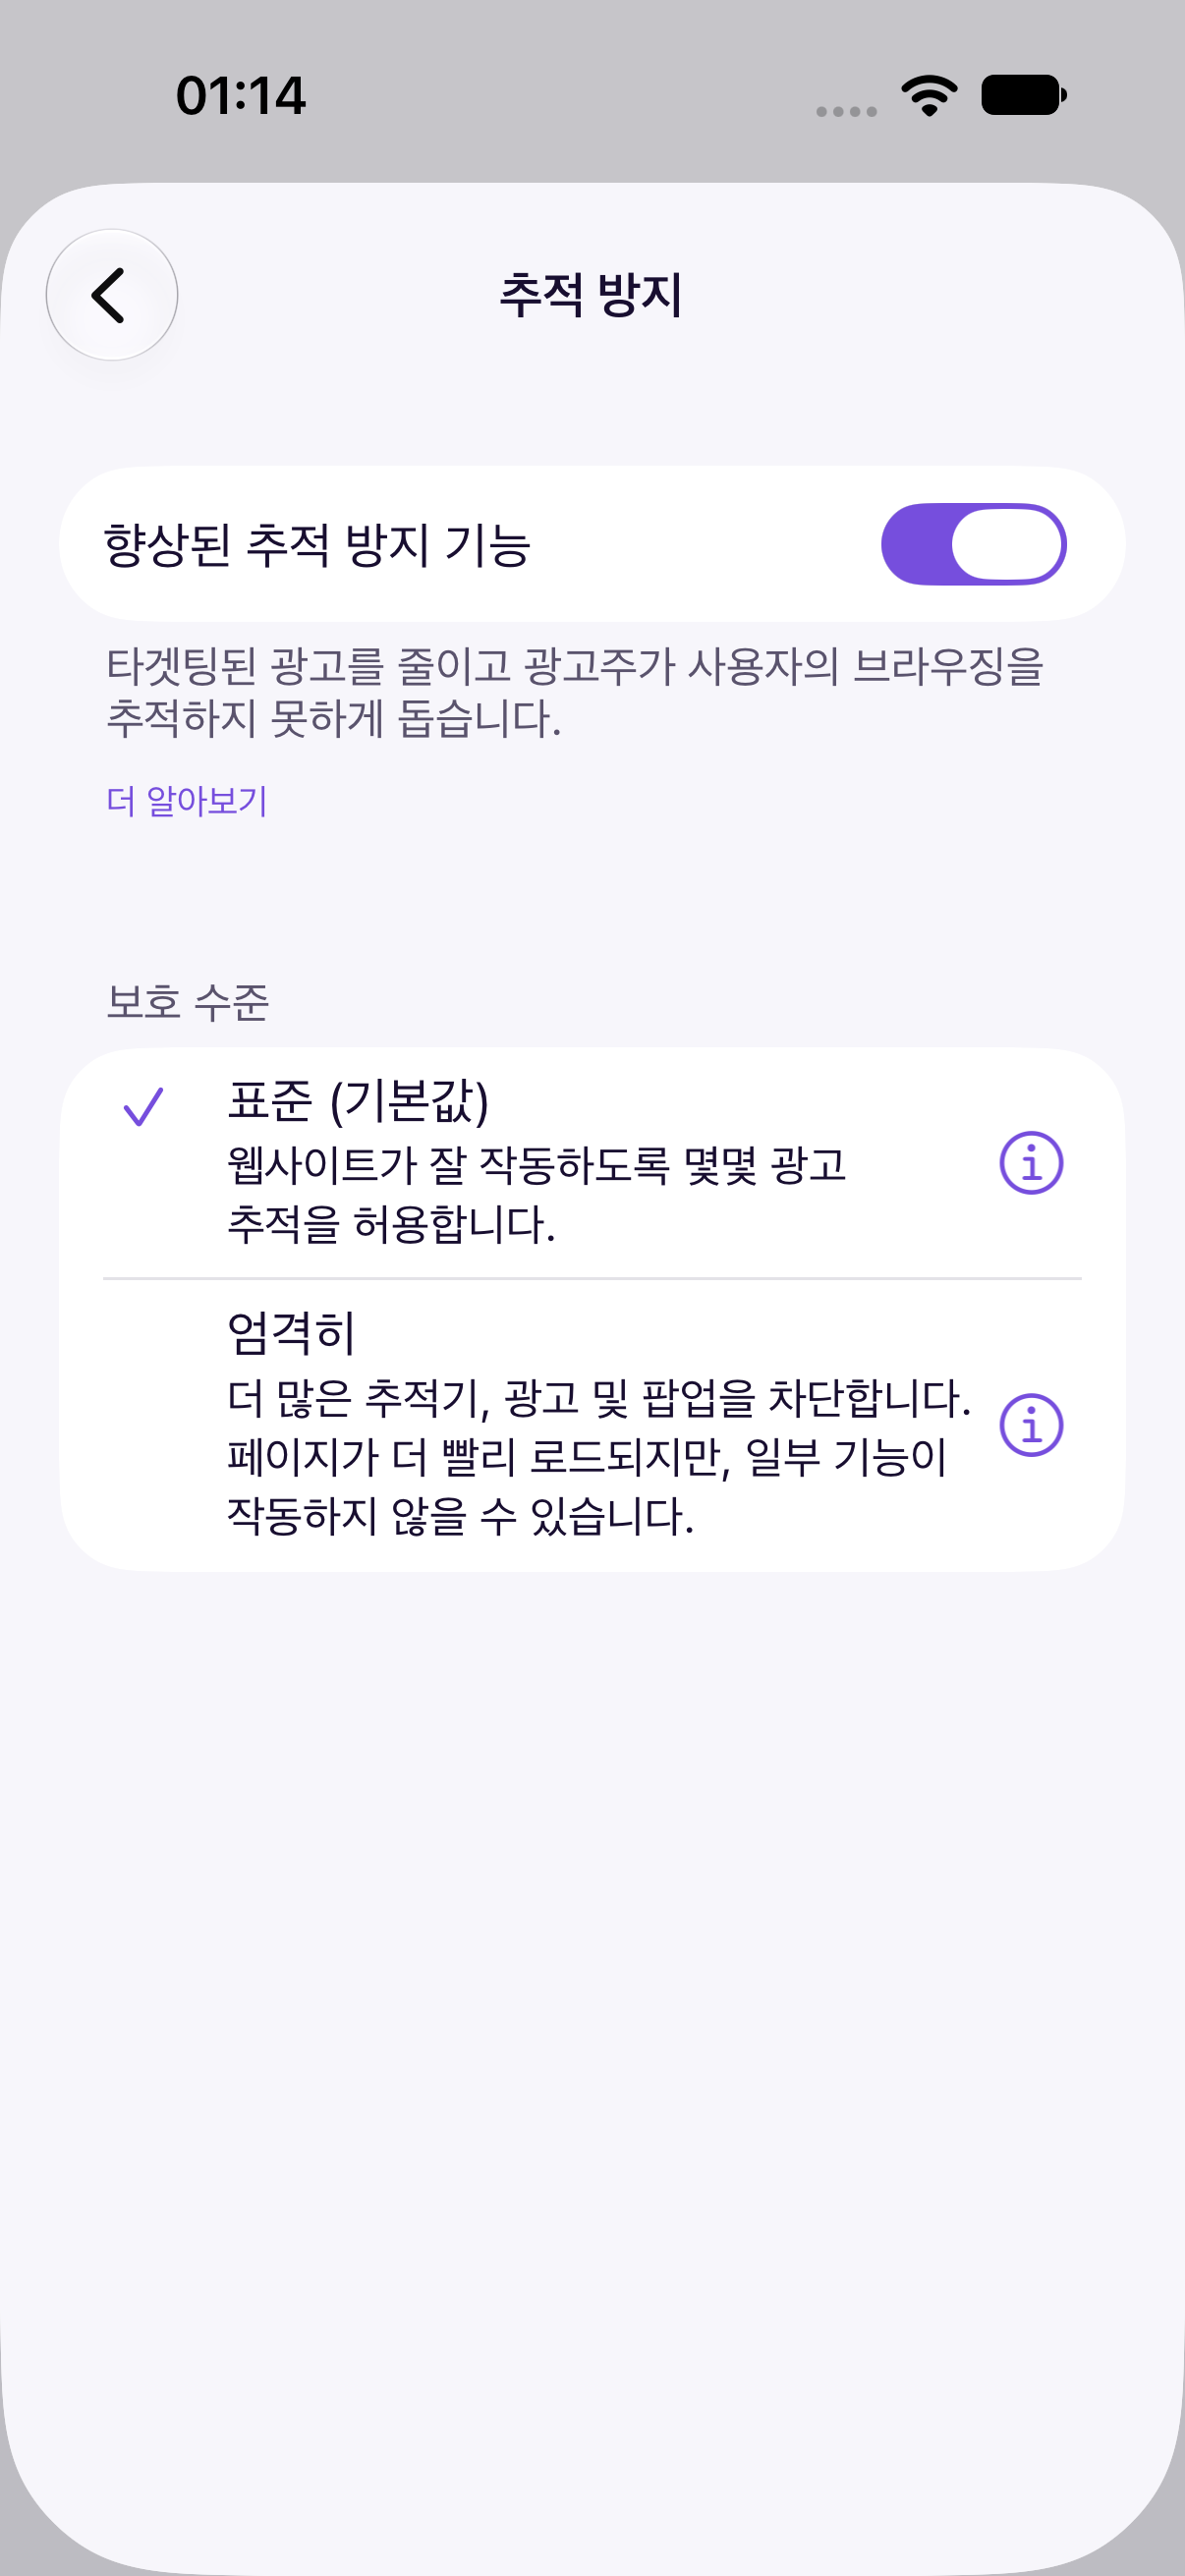 01:14
추적 방지
향상된 추적 방지 기능
타겟팅된 광고를 줄이고 광고주가 사용자의 브라우징을
추적하지 못하게 돕습니다.
더 알아보기
보호 수준
표준 (기본값)
웹사이트가 잘 작동하도록 몇몇 광고
추적을 허용합니다.
엄격히
더 많은 추적기, 광고 및 팝업을 차단합니다.
페이지가 더 빨리 로드되지만, 일부 기능이
작동하지 않을 수 있습니다.